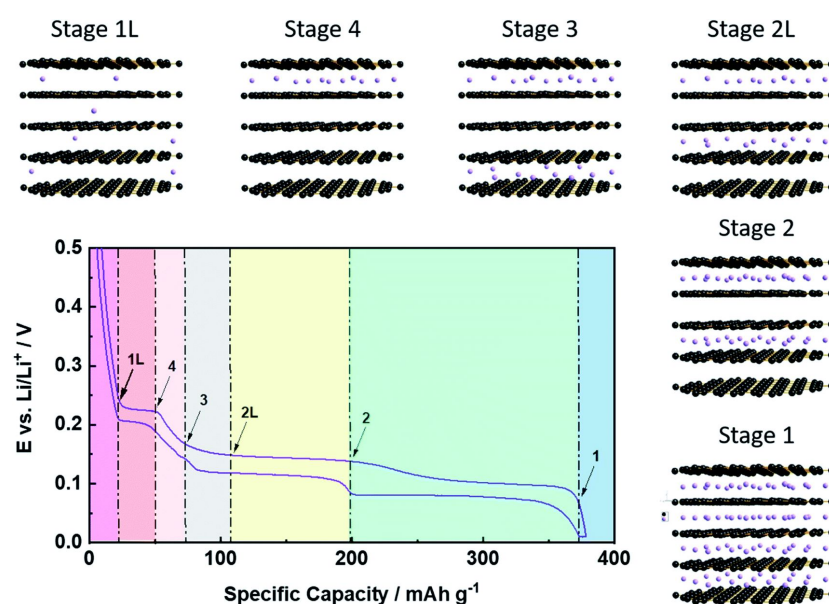 Stage 1L
Stage 4
Stage 3
Stage 2L
Stage 2
Stage 1
E vs. Li/Li⁺ / V
0.5
0.4
0.3
0.2
0.1
0.0
1L
4
3
2L
2
1
0
100
200
300
400
Specific Capacity / mAh g⁻¹